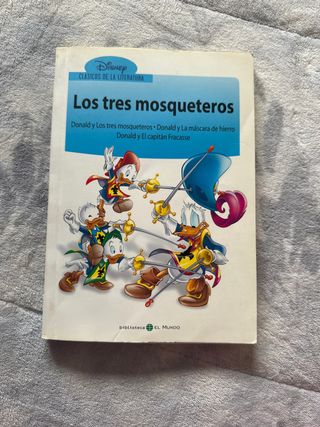 Disney
CLÁSICOS DE LA LITERATURA
Los tres mosqueteros
Donald y Los tres mosqueteros • Donald y La máscara de hierro
Donald y El capitán Fracasse
Biblioteca EL MUNDO